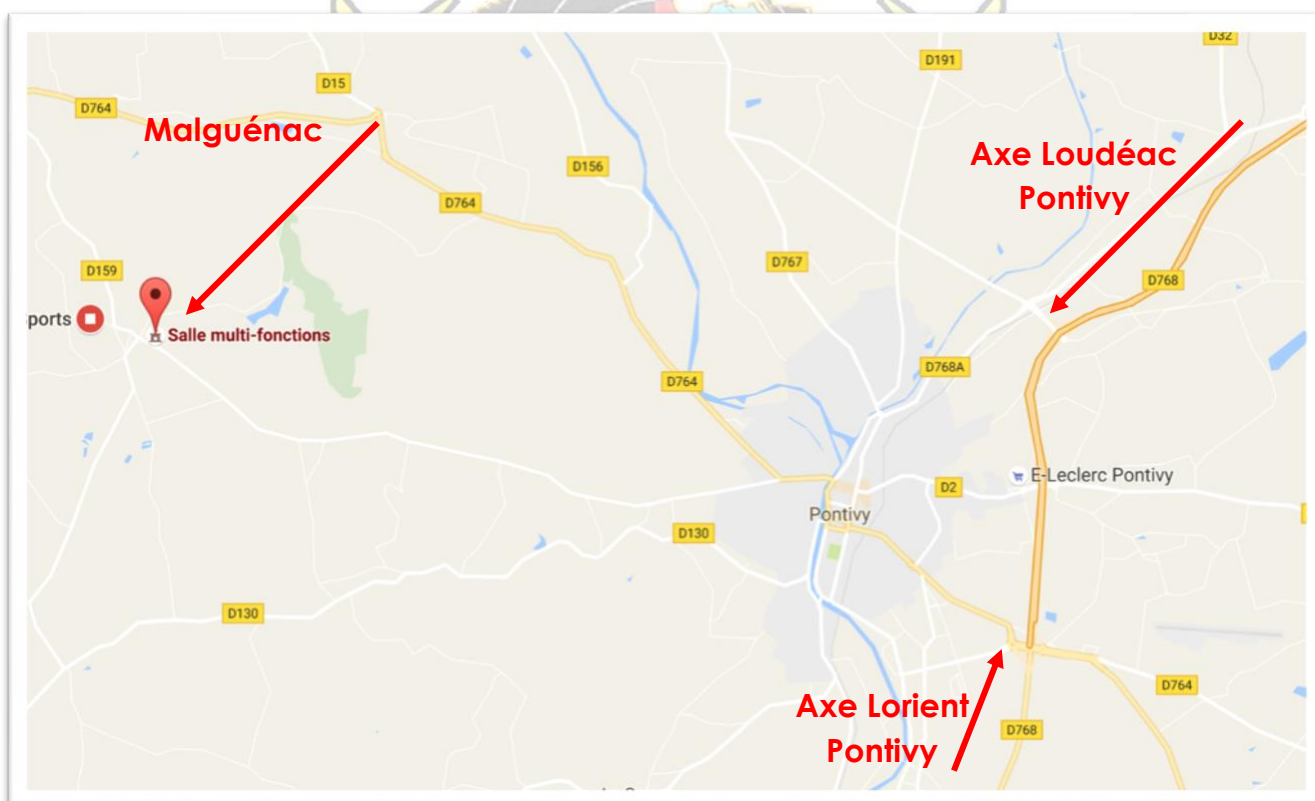 D32
D191
D15
D764
Malguénac
Axe Loudéac
Pontivy
D156
D764
D767
D159
D768
ports
Salle multi-fonctions
D768A
D764
E-Leclerc Pontivy
D2
Pontivy
D130
D130
D764
Axe Lorient
Pontivy
D768